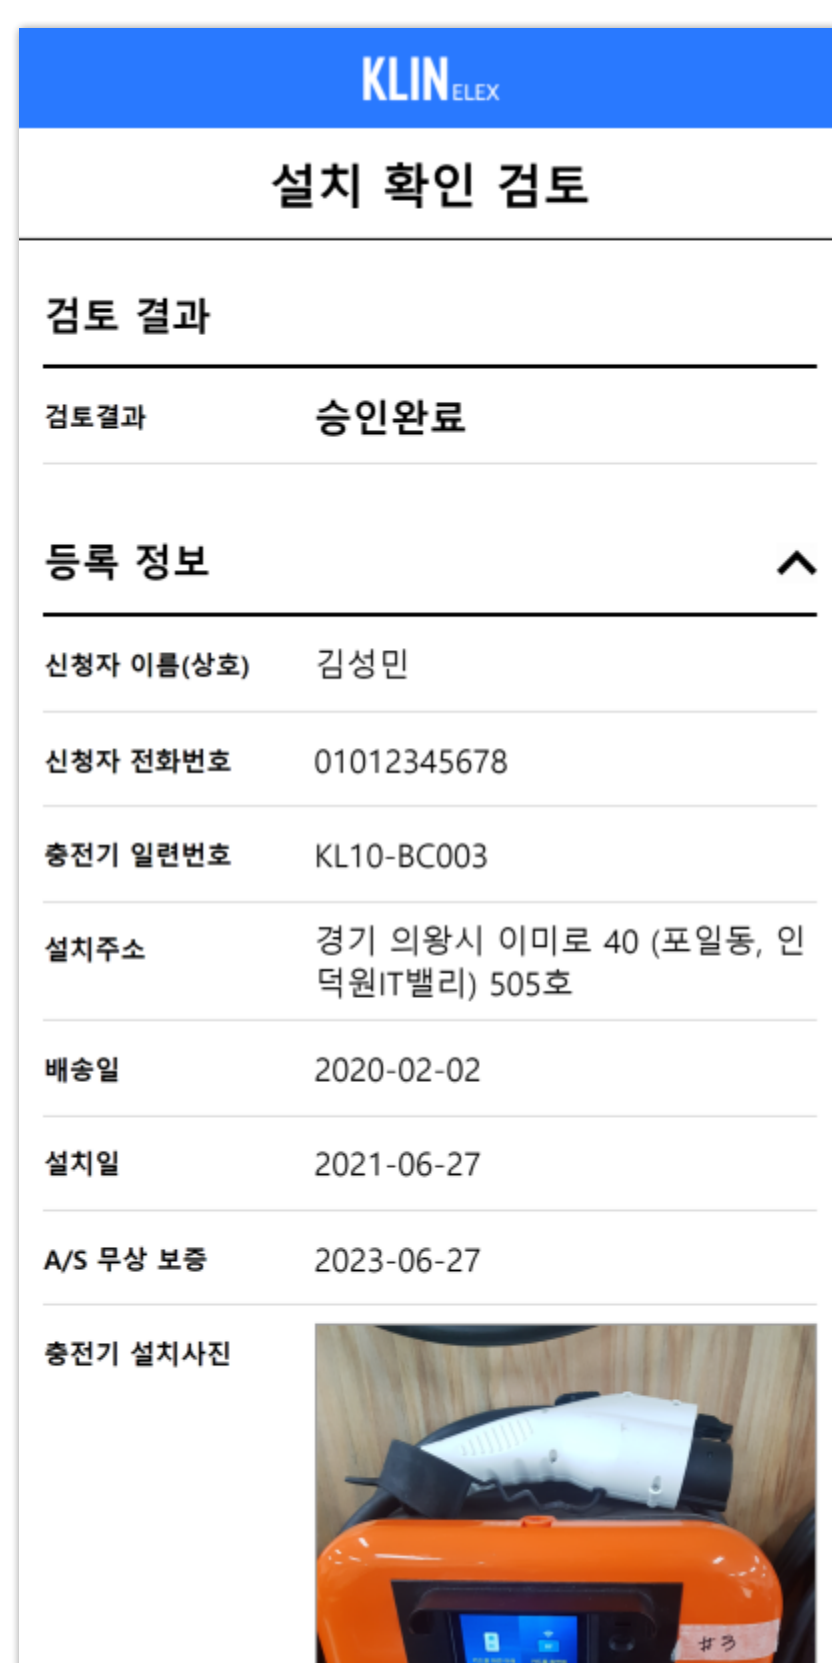 KLIN ELEX
설치 확인 검토
검토 결과
검토결과 승인완료
등록 정보
신청자 이름(상호) 김성민
신청자 전화번호 01012345678
충전기 일련번호 KL10-BC003
설치주소 경기 의왕시 이미로 40 (포일동, 인
덕원IT밸리) 505호
배송일 2020-02-02
설치일 2021-06-27
A/S 무상 보증 2023-06-27
충전기 설치사진
#3